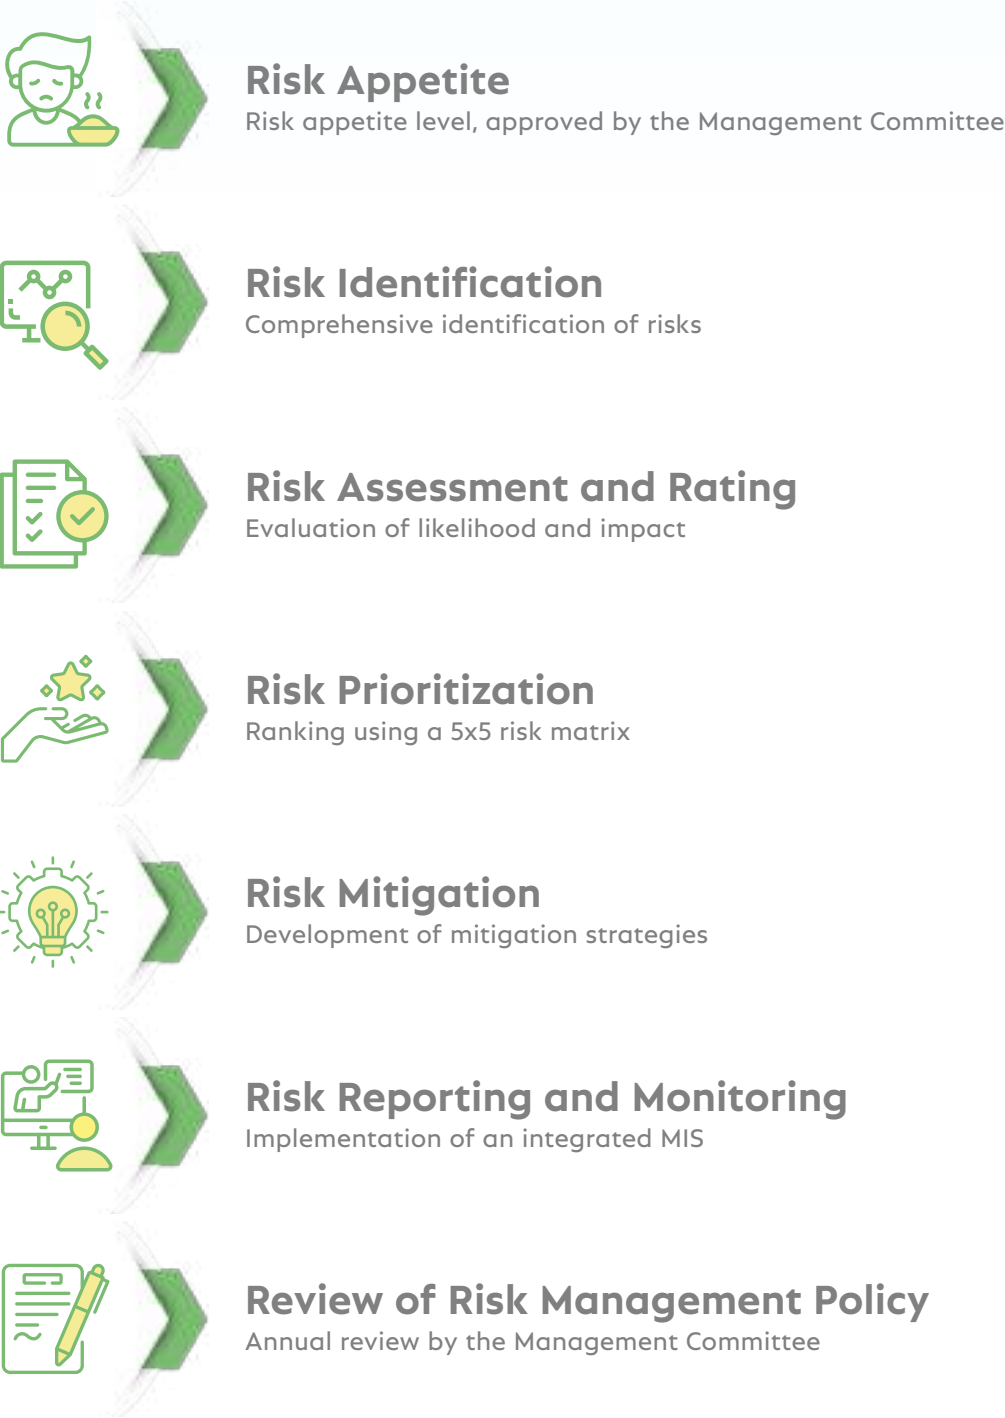 Risk Appetite
Risk appetite level, approved by the Management Committee
Risk Identification
Comprehensive identification of risks
Risk Assessment and Rating
Evaluation of likelihood and impact
Risk Prioritization
Ranking using a 5x5 risk matrix
Risk Mitigation
Development of mitigation strategies
Risk Reporting and Monitoring
Implementation of an integrated MIS
Review of Risk Management Policy
Annual review by the Management Committee